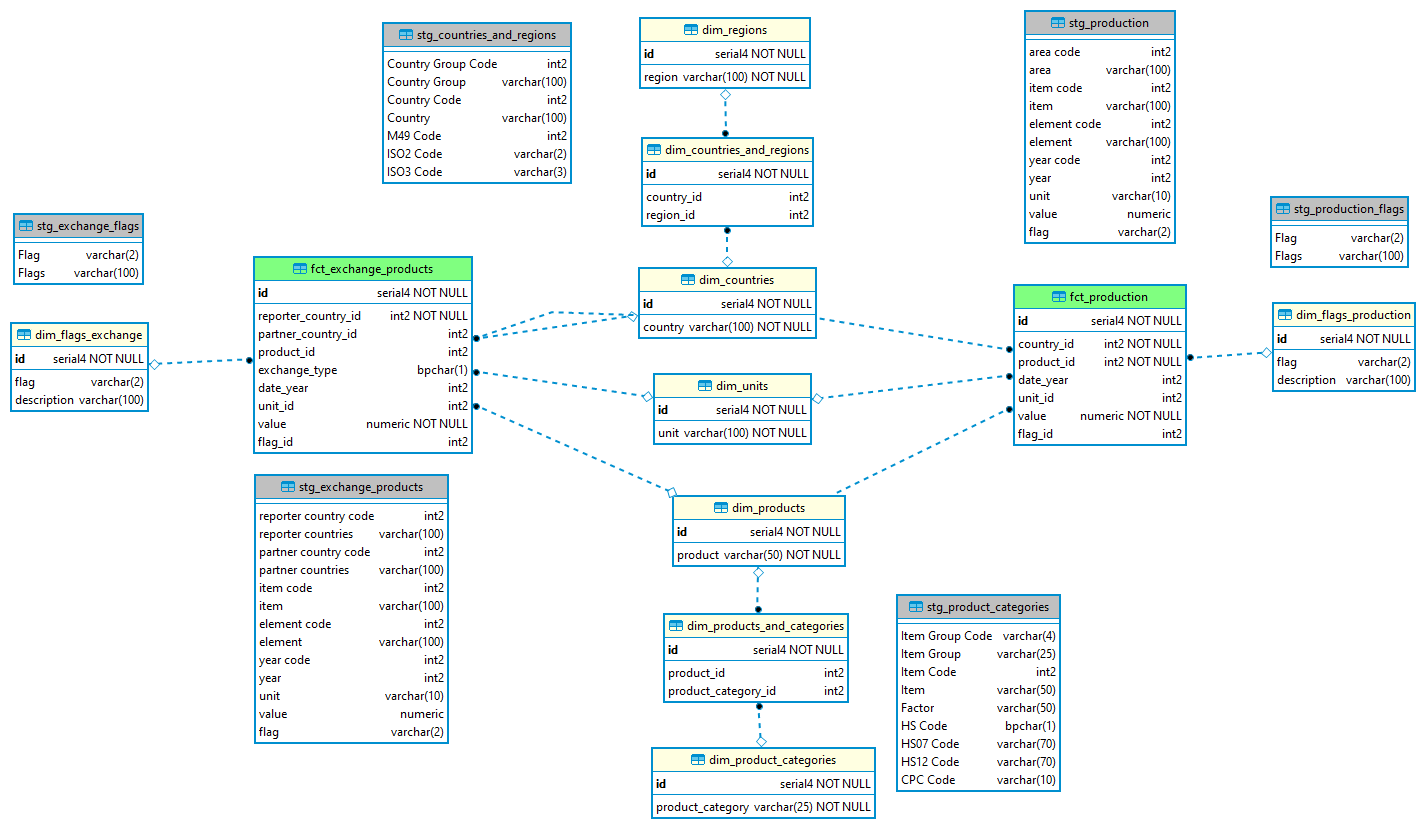 stg_countries_and_regions
Country Group Code int2
Country Group varchar(100)
Country Code int2
Country varchar(100)
M49 Code int2
ISO2 Code varchar(2)
ISO3 Code varchar(3)
dim_regions
id serial4 NOT NULL
region varchar(100) NOT NULL
stg_production
area code int2
area varchar(100)
item code int2
item varchar(100)
element code int2
element varchar(100)
year code int2
year int2
unit varchar(10)
value numeric
flag varchar(2)
dim_countries_and_regions
id serial4 NOT NULL
country_id int2
region_id int2
stg_exchange_flags
Flag varchar(2)
Flags varchar(100)
stg_production_flags
Flag varchar(2)
Flags varchar(100)
fct_exchange_products
id serial4 NOT NULL
reporter_country_id int2 NOT NULL
partner_country_id int2
product_id int2
exchange_type bpchar(1)
date_year int2
unit_id int2
value numeric NOT NULL
flag_id int2
dim_countries
id serial4 NOT NULL
country varchar(100) NOT NULL
fct_production
id serial4 NOT NULL
country_id int2 NOT NULL
product_id int2 NOT NULL
date_year int2
unit_id int2
value numeric NOT NULL
flag_id int2
dim_flags_exchange
id serial4 NOT NULL
flag varchar(2)
description varchar(100)
dim_flags_production
id serial4 NOT NULL
flag varchar(2)
description varchar(100)
dim_units
id serial4 NOT NULL
unit varchar(100) NOT NULL
stg_exchange_products
reporter country code int2
reporter countries varchar(100)
partner country code int2
partner countries varchar(100)
item code int2
item varchar(100)
element code int2
element varchar(100)
year code int2
year int2
unit varchar(10)
value numeric
flag varchar(2)
dim_products
id serial4 NOT NULL
product varchar(50) NOT NULL
dim_products_and_categories
id serial4 NOT NULL
product_id int2
product_category_id int2
stg_product_categories
Item Group Code varchar(4)
Item Group varchar(25)
Item Code int2
Item varchar(50)
Factor varchar(50)
HS Code bpchar(1)
HS07 Code varchar(70)
HS12 Code varchar(70)
CPC Code varchar(10)
dim_product_categories
id serial4 NOT NULL
product_category varchar(25) NOT NULL